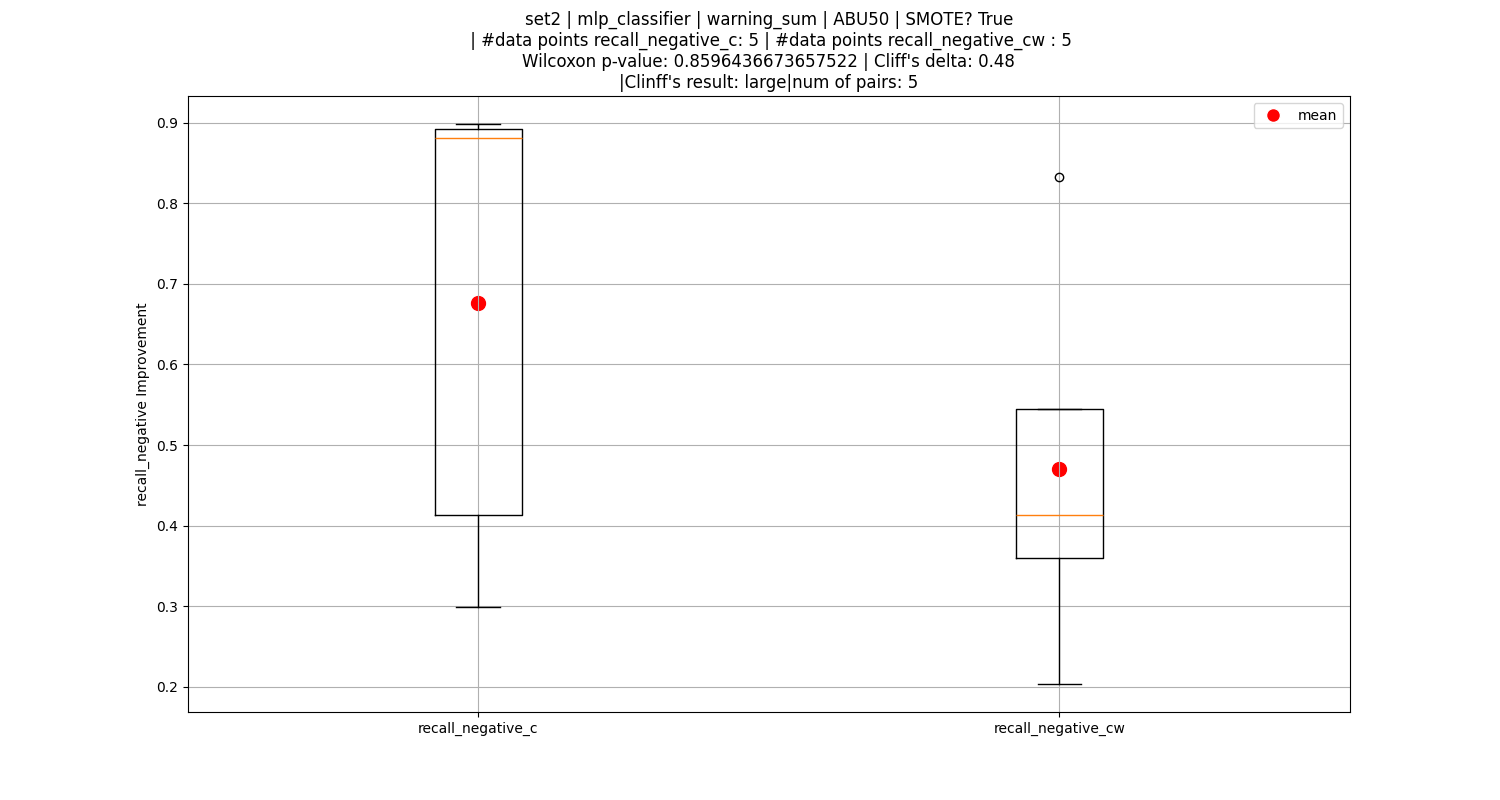 set2 | mlp_classifier | warning_sum | ABU50 | SMOTE? True
| #data points recall_negative_c: 5 | #data points recall_negative_cw : 5
Wilcoxon p-value: 0.8596436673657522 | Cliff's delta: 0.48
|Clinff's result: large|num of pairs: 5
mean
0.9
0.8
0.7
0.6
0.5
0.4
0.3
0.2
recall_negative Improvement
recall_negative_c
recall_negative_cw